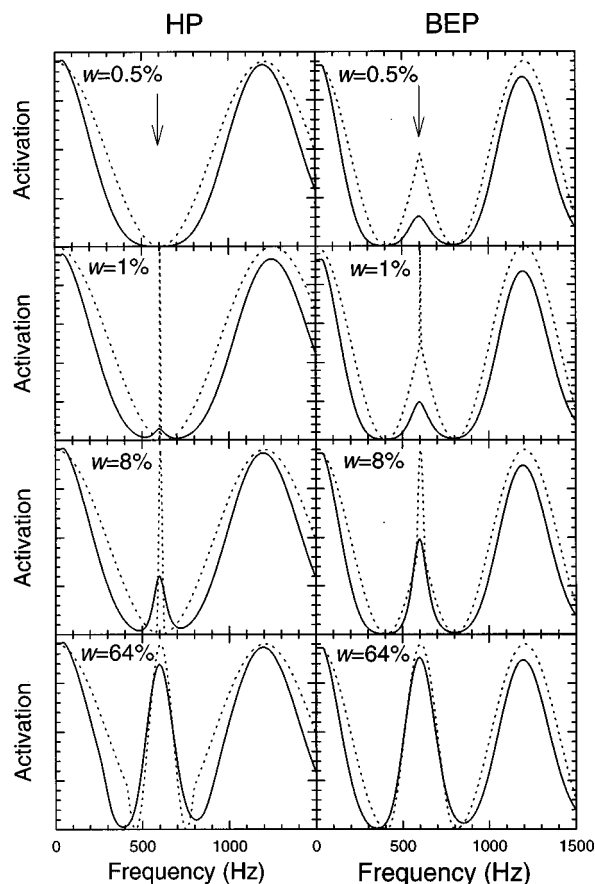 HP BEP
Activation w=0.5% w=0.5%
Activation w=1% w=1%
Activation w=8% w=8%
Activation w=64% w=64%
0 500 1000 0 500 1000 1500
Frequency (Hz) Frequency (Hz)